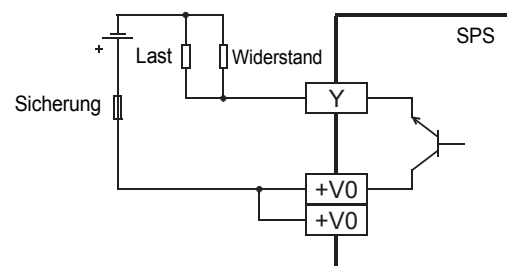 SPS
+
Last
Widerstand
Sicherung
Y
+V0
+V0